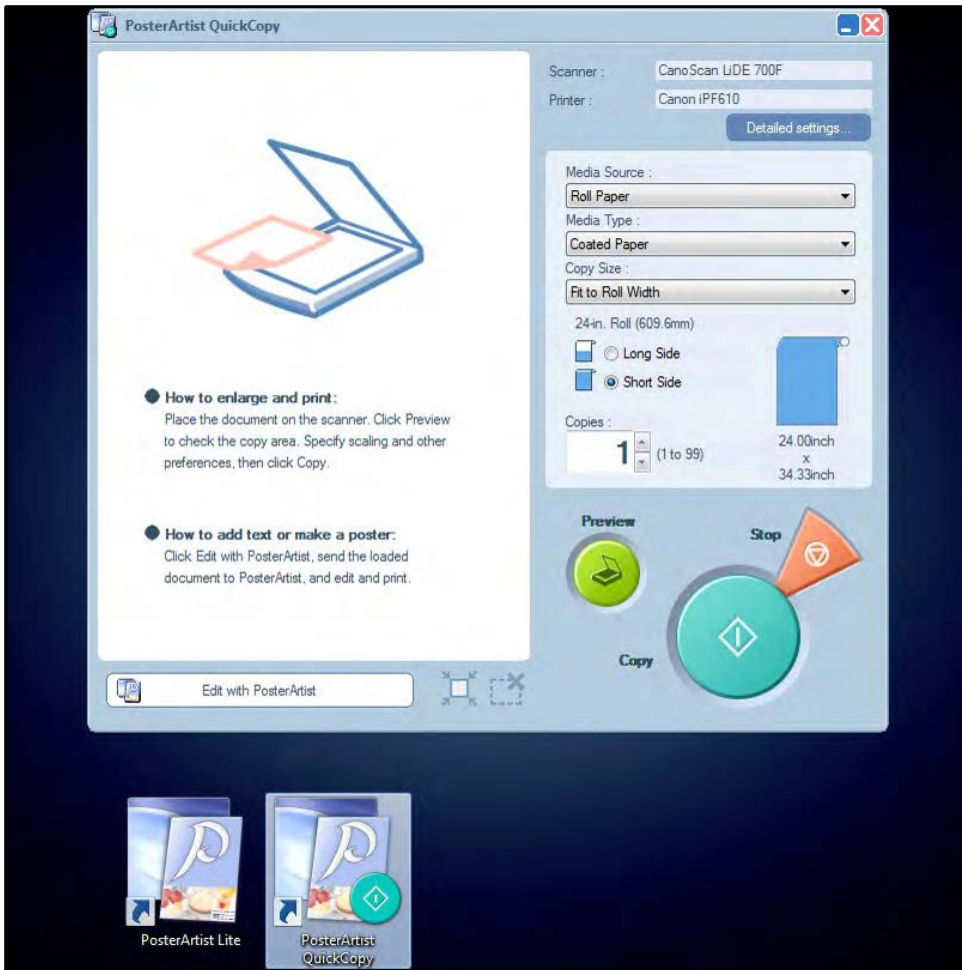 PosterArtist QuickCopy
Scanner : CanoScan LiDE 700F
Printer : Canon iPF610
Detailed settings...
Media Source :
Roll Paper
Media Type :
Coated Paper
Copy Size :
Fit to Roll Width
24-in. Roll (609.6mm)
Long Side
Short Side
Copies :
1 (1 to 99)
24.00inch
x
34.33inch
How to enlarge and print:
Place the document on the scanner. Click Preview
to check the copy area. Specify scaling and other
preferences, then click Copy.
How to add text or make a poster:
Click Edit with PosterArtist, send the loaded
document to PosterArtist, and edit and print.
Preview
Stop
Copy
Edit with PosterArtist
P
PosterArtist Lite
P
PosterArtist
QuickCopy